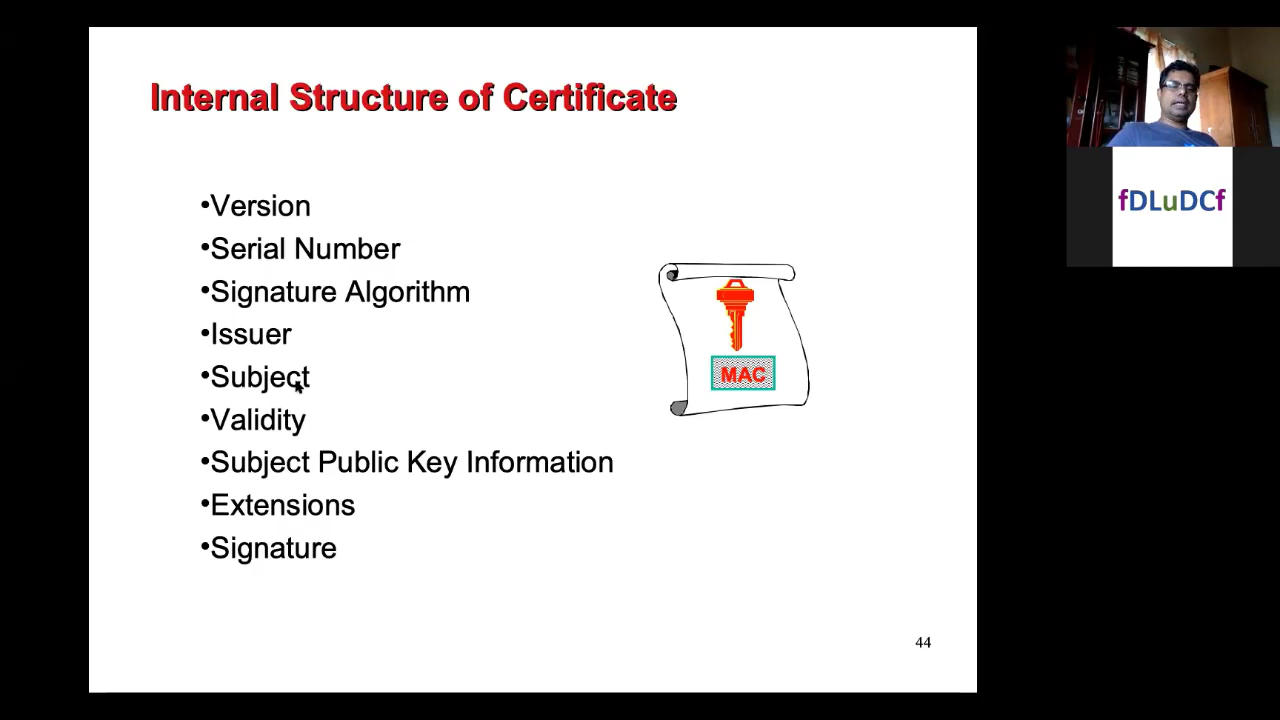 Internal Structure of Certificate
•Version
•Serial Number
•Signature Algorithm
•Issuer
•Subject
•Validity
•Subject Public Key Information
•Extensions
•Signature
MAC
44
fDLuDCf